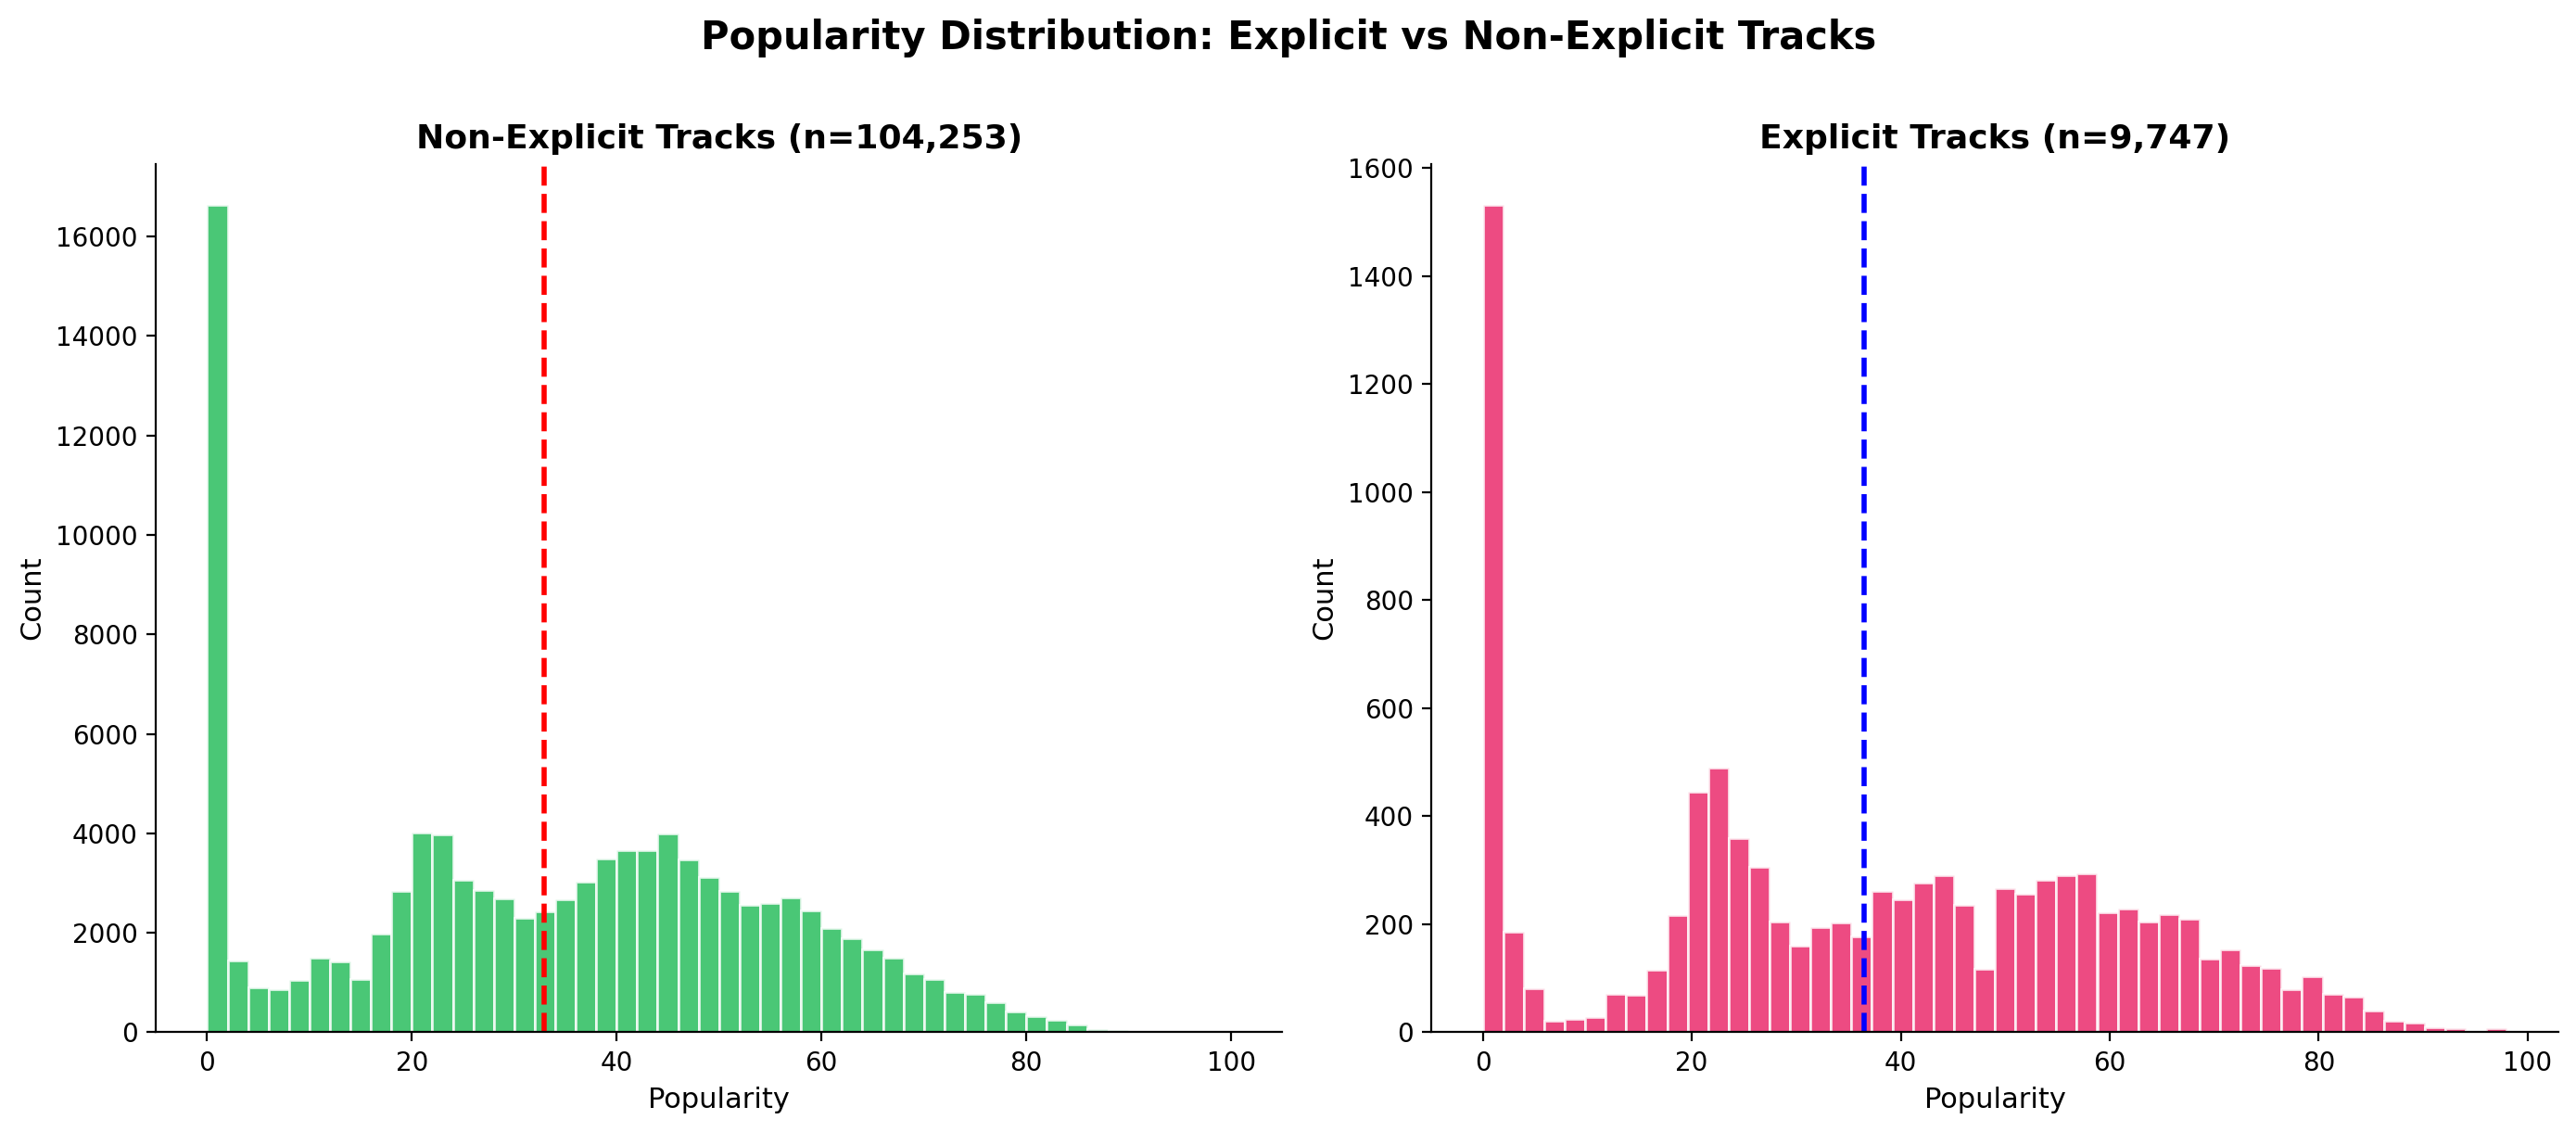 Popularity Distribution: Explicit vs Non-Explicit Tracks
Non-Explicit Tracks (n=104,253)
Count
16000
14000
12000
10000
8000
6000
4000
2000
0
0 20 40 60 80 100
Popularity
Explicit Tracks (n=9,747)
Count
1600
1400
1200
1000
800
600
400
200
0
0 20 40 60 80 100
Popularity